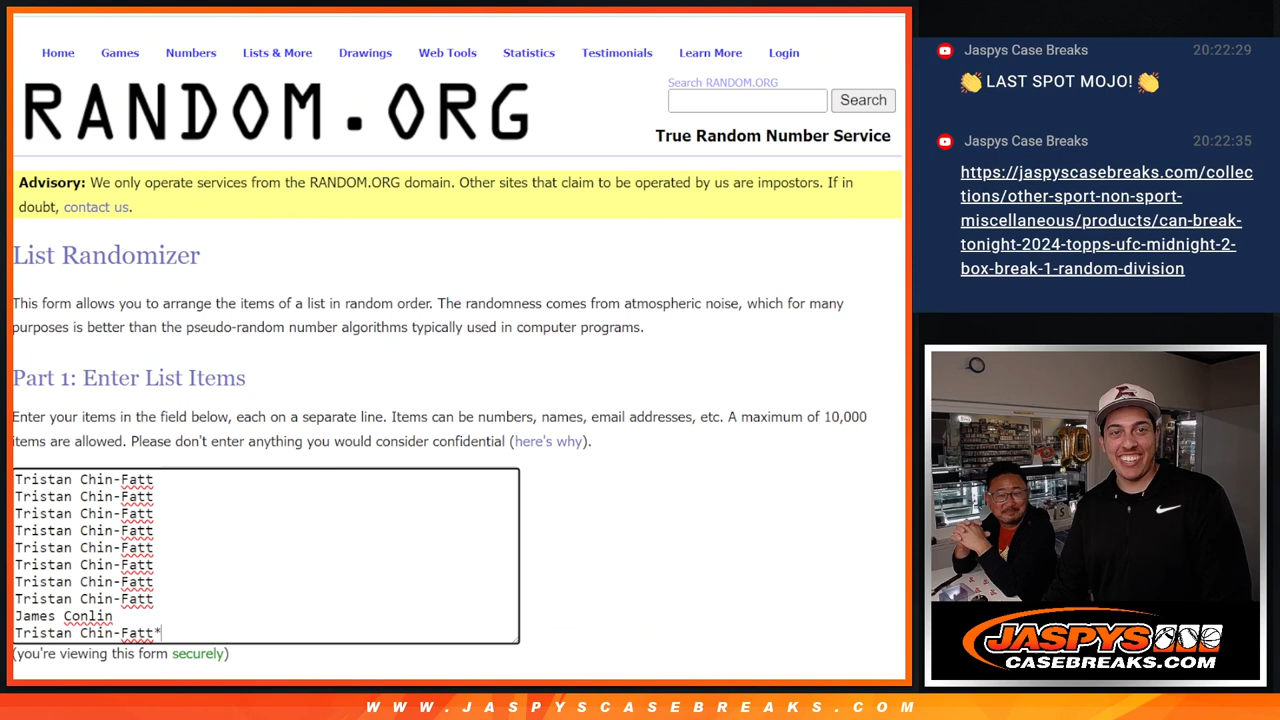 Home Games Numbers Lists & More Drawings Web Tools Statistics Testimonials Learn More Login
RANDOM.ORG
Search RANDOM.ORG
Search
True Random Number Service
Advisory: We only operate services from the RANDOM.ORG domain. Other sites that claim to be operated by us are impostors. If in
doubt, contact us.
List Randomizer
This form allows you to arrange the items of a list in random order. The randomness comes from atmospheric noise, which for many
purposes is better than the pseudo-random number algorithms typically used in computer programs.
Part 1: Enter List Items
Enter your items in the field below, each on a separate line. Items can be numbers, names, email addresses, etc. A maximum of 10,000
items are allowed. Please don't enter anything you would consider confidential (here's why).
Tristan Chin-Fatt
Tristan Chin-Fatt
Tristan Chin-Fatt
Tristan Chin-Fatt
Tristan Chin-Fatt
Tristan Chin-Fatt
Tristan Chin-Fatt
Tristan Chin-Fatt
James Conlin
Tristan Chin-Fatt*
(you're viewing this form securely)
Jaspys Case Breaks 20:22:29
👏 LAST SPOT MOJO! 👏
Jaspys Case Breaks 20:22:35
https://jaspyscasebreaks.com/collec
tions/other-sport-non-sport-
miscellaneous/products/can-break-
tonight-2024-topps-ufc-midnight-2-
box-break-1-random-division
10
JASPYS
CASEBREAKS.COM
WWW.JASPYSCASEBREAKS.COM